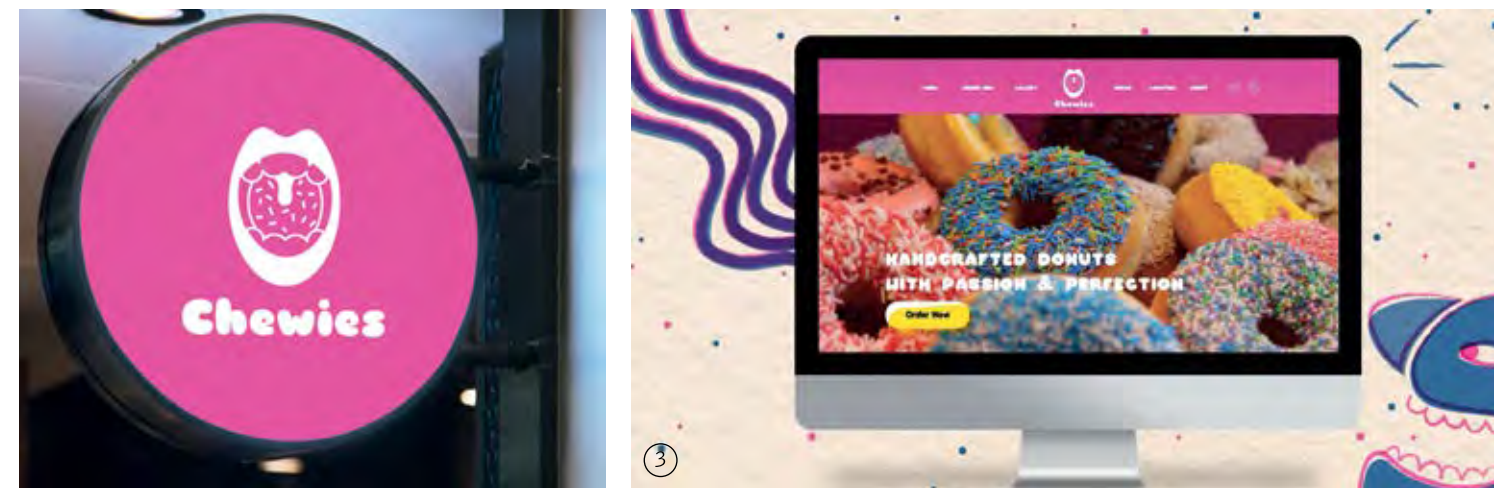 Chewies
Chewies
HANDCRAFTED DONUTS
WITH PASSION & PERFECTION
Order Now
3